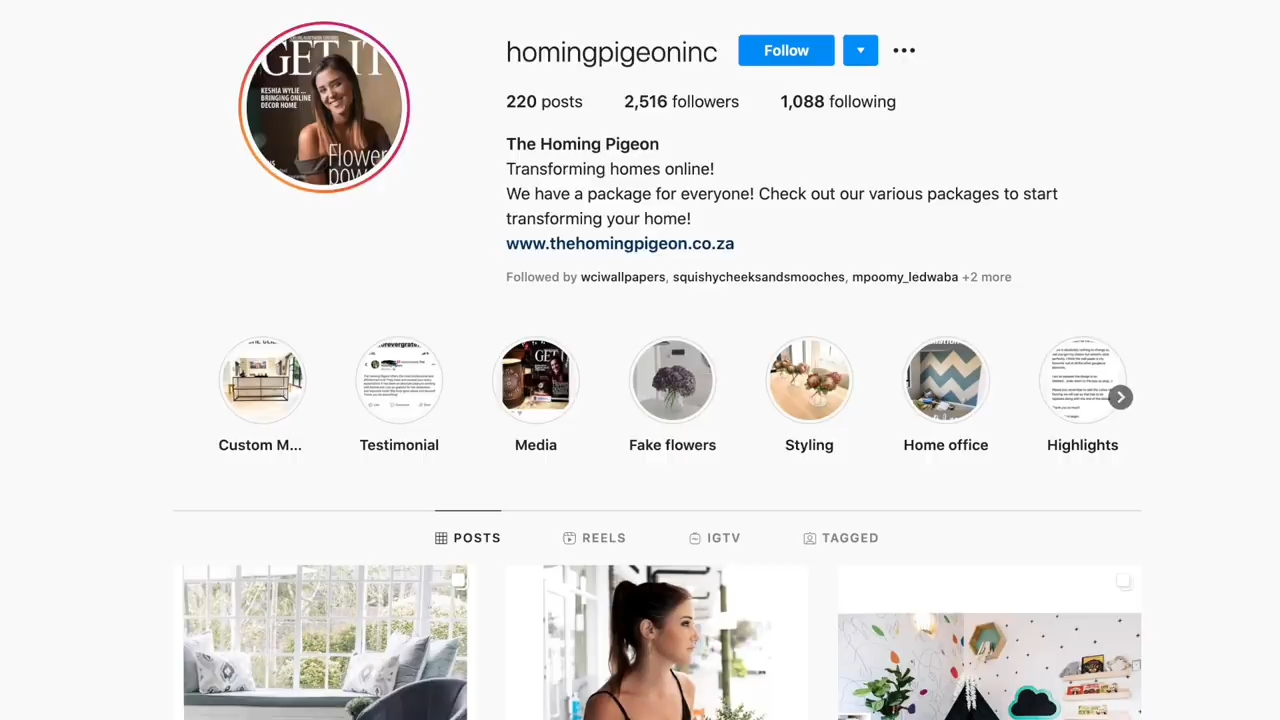 GET IT
KESHIA WYLIE ...
BRINGING ONLINE
DECOR HOME
Flower
homingpigeoninc
Follow
220 posts 2,516 followers 1,088 following
The Homing Pigeon
Transforming homes online!
We have a package for everyone! Check out our various packages to start
transforming your home!
www.thehomingpigeon.co.za
Followed by wciwallpapers, squishycheeksandsmooches, mpoomy_ledwaba +2 more
GET
Custom M... Testimonial Media Fake flowers Styling Home office Highlights
POSTS REELS IGTV TAGGED